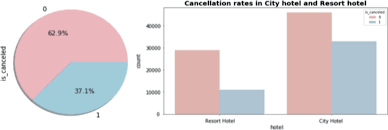 Cancellation rates in City hotel and Resort hotel
0
62.9%
37.1%
1
is_canceled
count
40000
30000
20000
10000
0
is_canceled
0
1
Resort Hotel
City Hotel
hotel